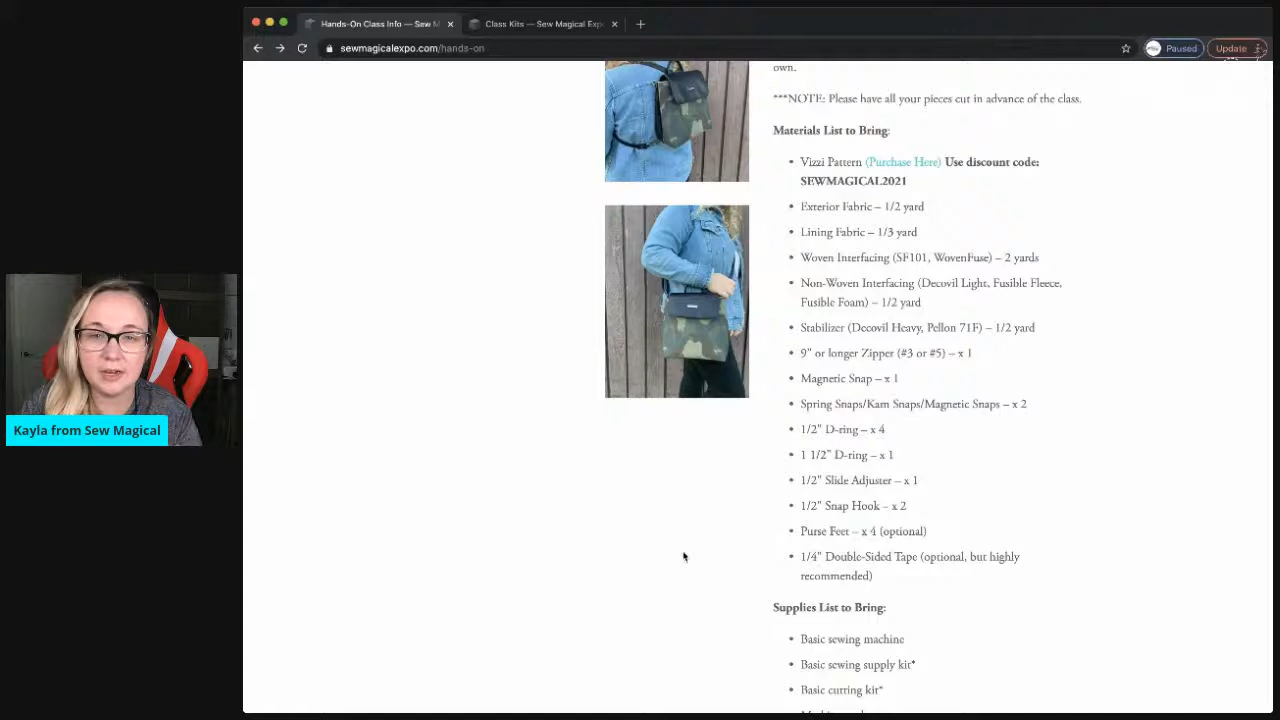 Hands-On Class Info — Sew M
Class Kits — Sew Magical Exp
sewmagicalexpo.com/hands-on
Paused
Update
own.
***NOTE: Please have all your pieces cut in advance of the class.
Materials List to Bring:
• Vizzi Pattern (Purchase Here) Use discount code:
SEWMAGICAL2021
• Exterior Fabric – 1/2 yard
• Lining Fabric – 1/3 yard
• Woven Interfacing (SF101, WovenFuse) – 2 yards
• Non-Woven Interfacing (Decovil Light, Fusible Fleece,
Fusible Foam) – 1/2 yard
• Stabilizer (Decovil Heavy, Pellon 71F) – 1/2 yard
• 9" or longer Zipper (#3 or #5) – x 1
• Magnetic Snap – x 1
• Spring Snaps/Kam Snaps/Magnetic Snaps – x 2
• 1/2" D-ring – x 4
• 1 1/2" D-ring – x 1
• 1/2" Slide Adjuster – x 1
• 1/2" Snap Hook – x 2
• Purse Feet – x 4 (optional)
• 1/4" Double-Sided Tape (optional, but highly
recommended)
Supplies List to Bring:
• Basic sewing machine
• Basic sewing supply kit*
• Basic cutting kit*
Kayla from Sew Magical